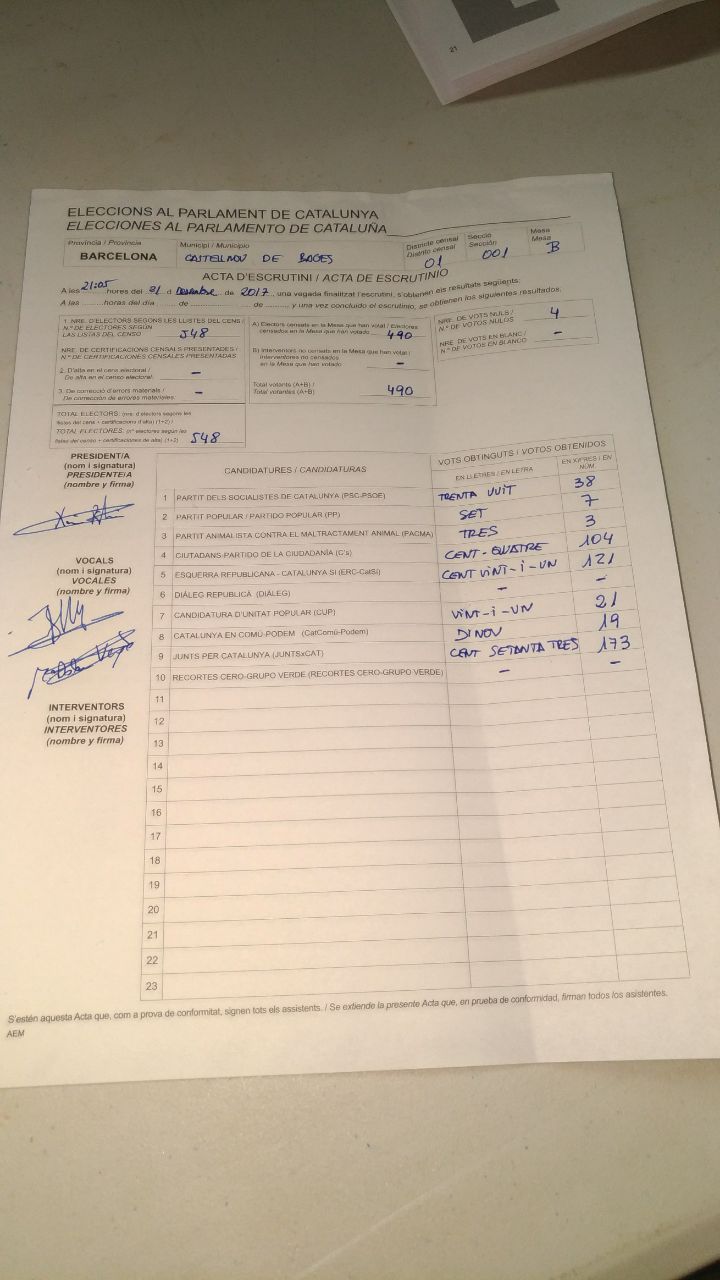 21
ELECCIONS AL PARLAMENT DE CATALUNYA
ELECCIONES AL PARLAMENTO DE CATALUÑA
Província / Provincia
BARCELONA
Municipi / Municipio
CASTELLNOU DE BAGES
Districte censal
Distrito censal
01
Secció
Sección
001
Mesa
Mesa
B
ACTA D'ESCRUTINI / ACTA DE ESCRUTINIO
A les 21:05 hores del 21 d Desembre de 2017, una vegada finalitzat l'escrutini, s'obtenen els resultats següents:
A las ........ horas del día ........ de ........ de ........, y una vez concluido el escrutinio, se obtienen los siguientes resultados:
1. NRE. D'ELECTORS SEGONS LES LLISTES DEL CENS /
N.º DE ELECTORES SEGÚN
LAS LISTAS DEL CENSO 548
NRE. DE CERTIFICACIONS CENSALS PRESENTADES /
N.º DE CERTIFICACIONES CENSALES PRESENTADAS
2. D'alta en el cens electoral /
De alta en el censo electoral: –
3. De correcció d'errors materials /
De corrección de errores materiales: –
TOTAL ELECTORS: (nre. d'electors segons les
llistes del cens + certificacions d'alta) (1+2) /
TOTAL ELECTORES: (nº electores según las
listas del censo + certificaciones de alta) (1+2) 548
A) Electors censats en la Mesa que han votat / Electores
censados en la Mesa que han votado 490
B) Interventors no censats en la Mesa que han votat /
Interventores no censados
en la Mesa que han votado –
Total votants (A+B) /
Total votantes (A+B) 490
NRE. DE VOTS NULS /
N.º DE VOTOS NULOS 4
NRE. DE VOTS EN BLANC /
N.º DE VOTOS EN BLANCO –
PRESIDENT/A
(nom i signatura)
PRESIDENTE/A
(nombre y firma)
VOCALS
(nom i signatura)
VOCALES
(nombre y firma)
INTERVENTORS
(nom i signatura)
INTERVENTORES
(nombre y firma)
CANDIDATURES / CANDIDATURAS
VOTS OBTINGUTS / VOTOS OBTENIDOS
EN LLETRES / EN LETRA
EN XIFRES / EN NÚM.
1 PARTIT DELS SOCIALISTES DE CATALUNYA (PSC-PSOE) TRENTA VUIT 38
2 PARTIT POPULAR / PARTIDO POPULAR (PP) SET 7
3 PARTIT ANIMALISTA CONTRA EL MALTRACTAMENT ANIMAL (PACMA) TRES 3
4 CIUTADANS-PARTIDO DE LA CIUDADANÍA (C's) CENT-QUATRE 104
5 ESQUERRA REPUBLICANA - CATALUNYA SÍ (ERC-CatSí) CENT VINT-I-UN 121
6 DIÀLEG REPUBLICÀ (DIÀLEG) – –
7 CANDIDATURA D'UNITAT POPULAR (CUP) VINT-I-UN 21
8 CATALUNYA EN COMÚ-PODEM (CatComú-Podem) DINOU 19
9 JUNTS PER CATALUNYA (JUNTSxCAT) CENT SETANTA TRES 173
10 RECORTES CERO-GRUPO VERDE (RECORTES CERO-GRUPO VERDE) – –
11
12
13
14
15
16
17
18
19
20
21
22
23
S'estén aquesta Acta que, com a prova de conformitat, signen tots els assistents. / Se extiende la presente Acta que, en prueba de conformidad, firman todos los asistentes.
AEM